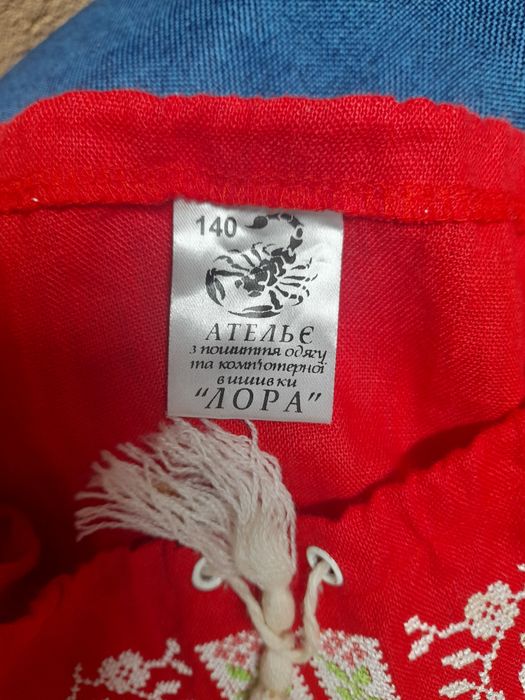 140
АТЕЛЬЄ
з пошиття одягу
та комп'ютерної
вишивки
"ЛОРА"